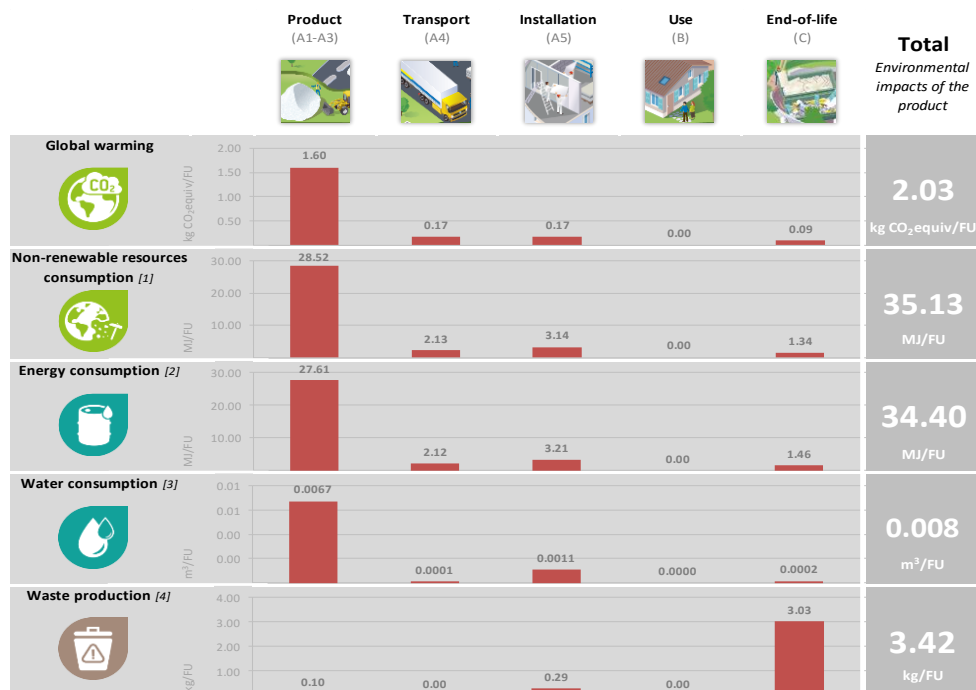 Product
(A1-A3)
Transport
(A4)
Installation
(A5)
Use
(B)
End-of-life
(C)
Total
Environmental
impacts of the
product
Global warming
CO₂
kg CO₂equiv/FU
2.00
1.50
1.00
0.50
1.60
0.17
0.17
0.00
0.09
2.03
kg CO₂equiv/FU
Non-renewable resources
consumption [1]
MJ/FU
30.00
20.00
10.00
28.52
2.13
3.14
0.00
1.34
35.13
MJ/FU
Energy consumption [2]
MJ/FU
30.00
20.00
10.00
27.61
2.12
3.21
0.00
1.46
34.40
MJ/FU
Water consumption [3]
m³/FU
0.01
0.01
0.00
0.00
0.0067
0.0001
0.0011
0.0000
0.0002
0.008
m³/FU
Waste production [4]
kg/FU
4.00
3.00
2.00
1.00
0.10
0.00
0.29
0.00
3.03
3.42
kg/FU